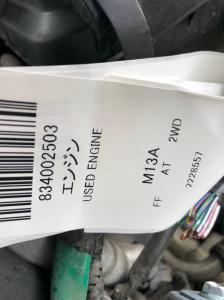 834002503
エンジン
USED ENGINE
M13A
FF AT 2WD
2228557